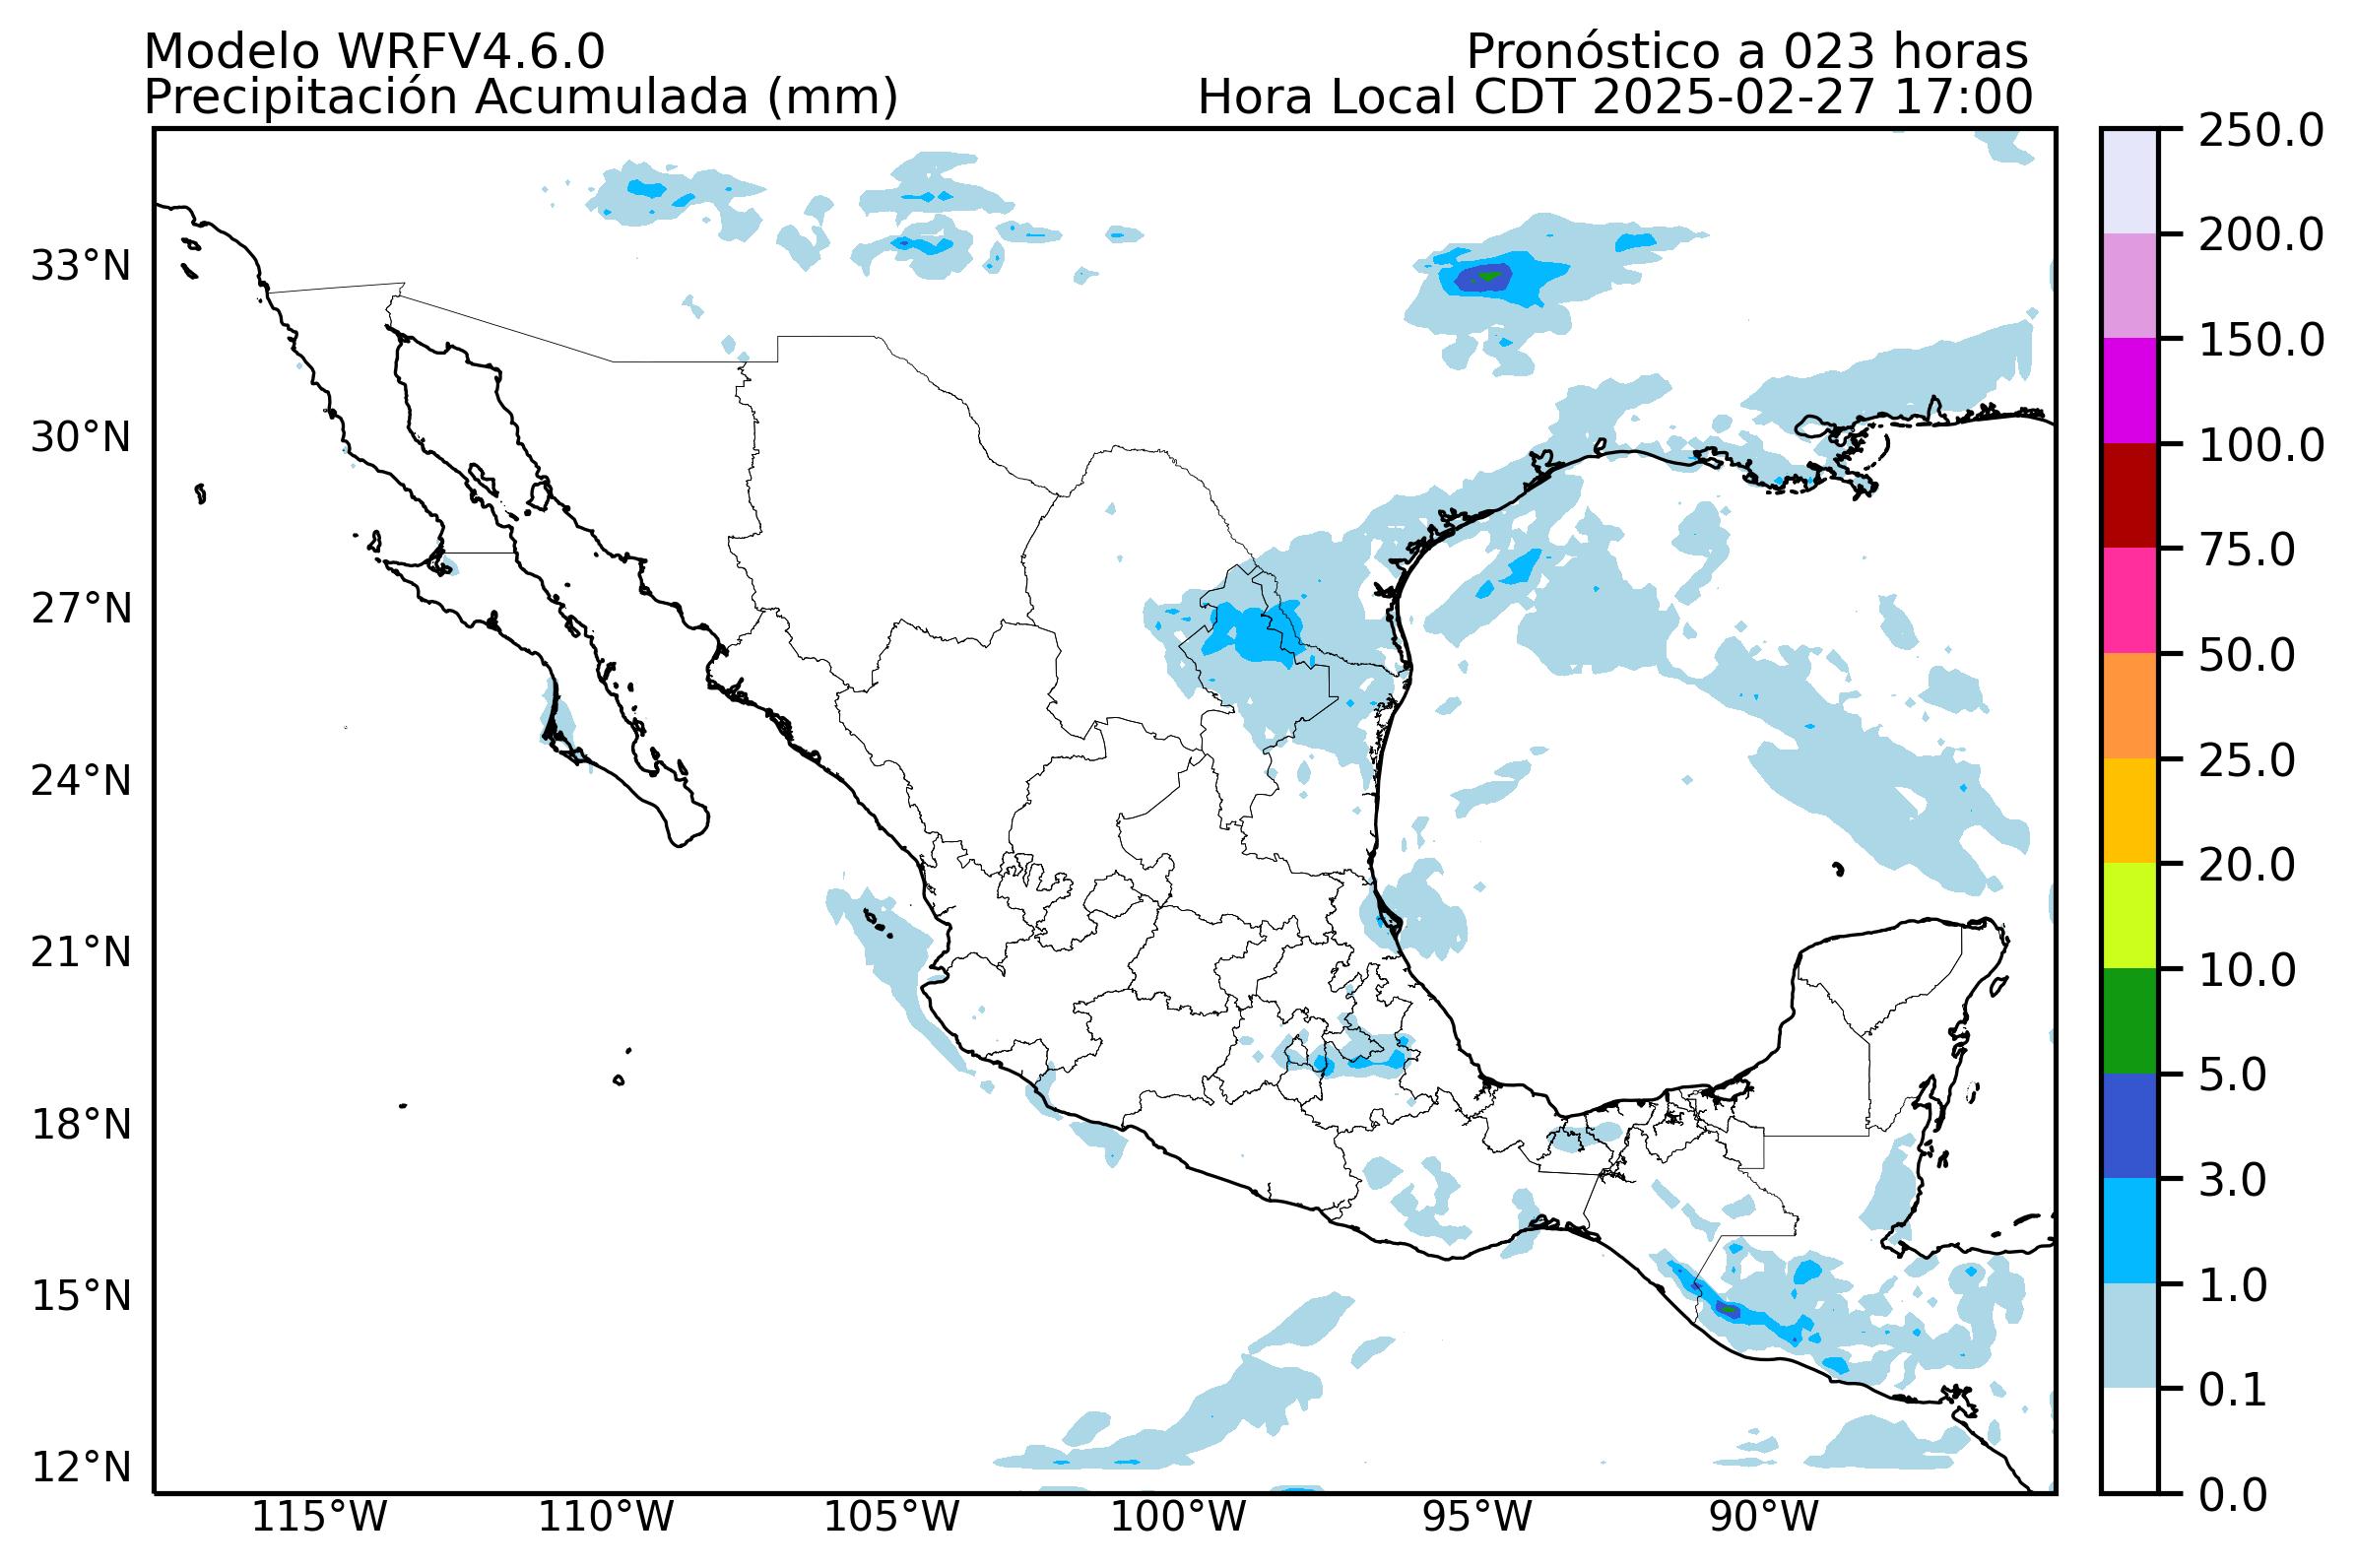 Modelo WRFV4.6.0
Pronóstico a 023 horas
Precipitación Acumulada (mm)
Hora Local CDT 2025-02-27 17:00
33°N
30°N
27°N
24°N
21°N
18°N
15°N
12°N
115°W
110°W
105°W
100°W
95°W
90°W
250.0
200.0
150.0
100.0
75.0
50.0
25.0
20.0
10.0
5.0
3.0
1.0
0.1
0.0